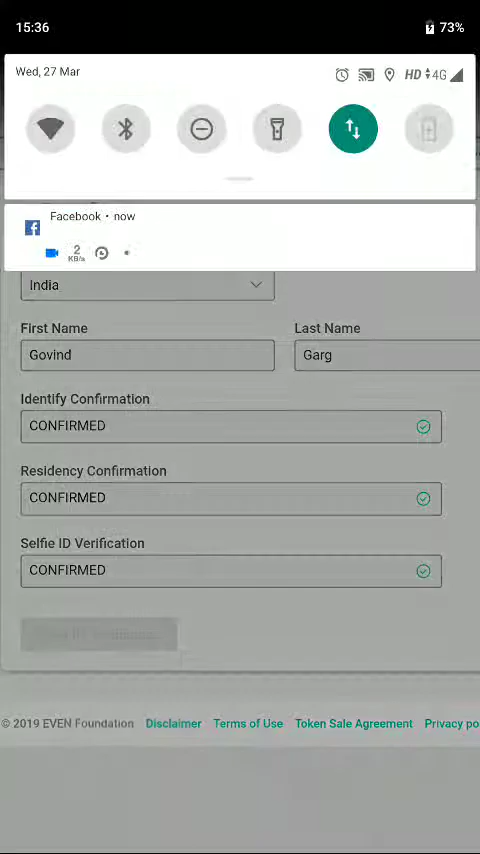 15:36
73%
Wed, 27 Mar
HD 4G
Facebook • now
2
KB/s
India
First Name
Last Name
Govind
Garg
Identify Confirmation
CONFIRMED
Residency Confirmation
CONFIRMED
Selfie ID Verification
CONFIRMED
© 2019 EVEN Foundation Disclaimer Terms of Use Token Sale Agreement Privacy po